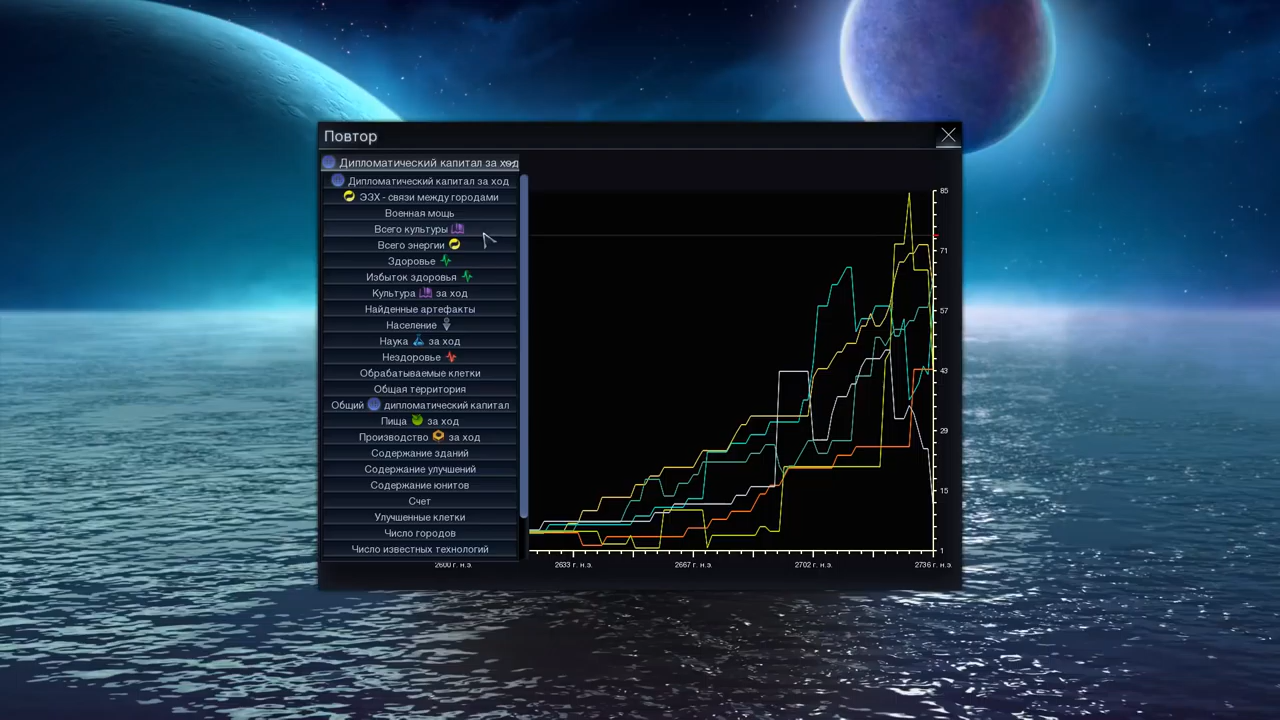 Повтор
Дипломатический капитал за ход
Дипломатический капитал за ход
ЭЗХ - связи между городами
Военная мощь
Всего культуры
Всего энергии
Здоровье
Избыток здоровья
Культура за ход
Найденные артефакты
Население
Наука за ход
Нездоровье
Обрабатываемые клетки
Общая территория
Общий дипломатический капитал
Пища за ход
Производство за ход
Содержание зданий
Содержание улучшений
Содержание юнитов
Счет
Улучшенные клетки
Число городов
Число известных технологий
85
71
57
43
29
15
1
2600 г. н.э.
2633 г. н.э.
2667 г. н.э.
2702 г. н.э.
2736 г. н.э.